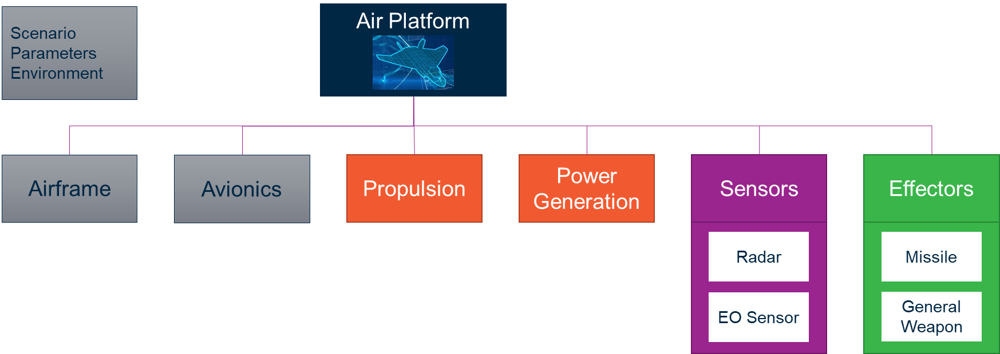 Scenario
Parameters
Environment
Air Platform
Airframe
Avionics
Propulsion
Power
Generation
Sensors
Effectors
Radar
EO Sensor
Missile
General
Weapon